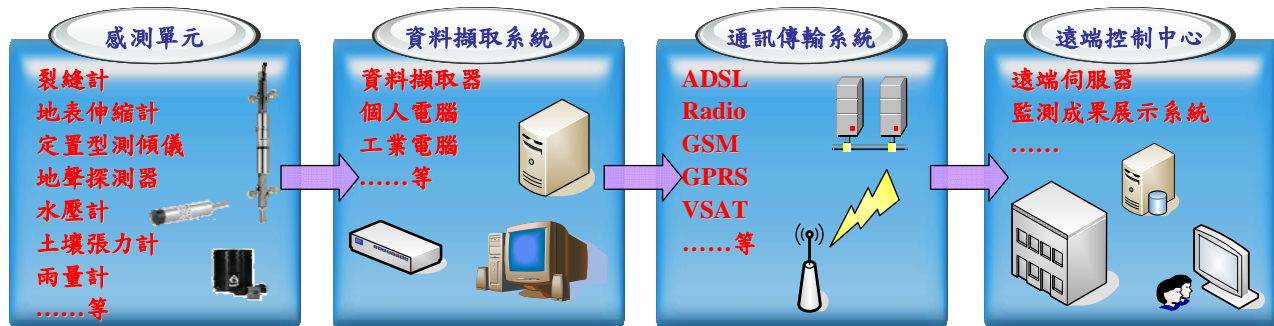 感測單元
裂縫計
地表伸縮計
定置型測傾儀
地聲探測器
水壓計
土壤張力計
雨量計
……等
資料擷取系統
資料擷取器
個人電腦
工業電腦
……等
通訊傳輸系統
ADSL
Radio
GSM
GPRS
VSAT
……等
遠端控制中心
遠端伺服器
監測成果展示系統
……